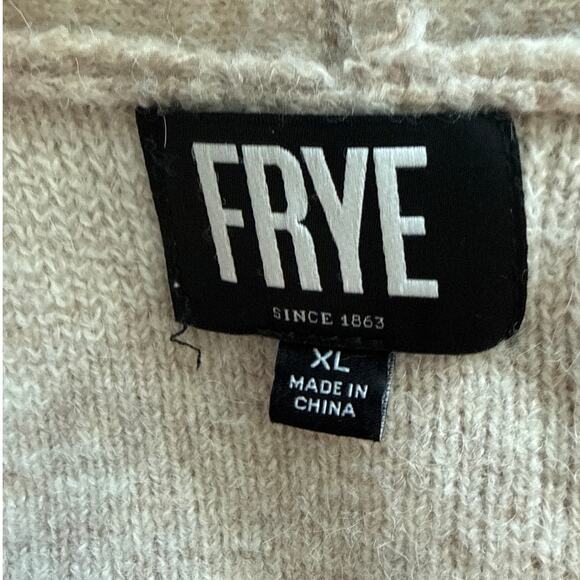 FRYE
SINCE 1863
XL
MADE IN
CHINA